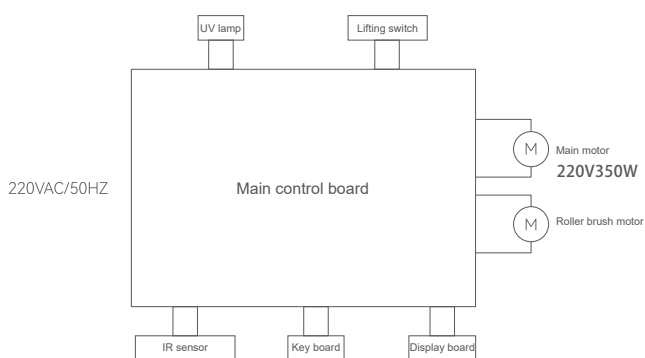 UV lamp
Lifting switch
M
Main motor
220V350W
220VAC/50HZ
Main control board
M
Roller brush motor
IR sensor
Key board
Display board